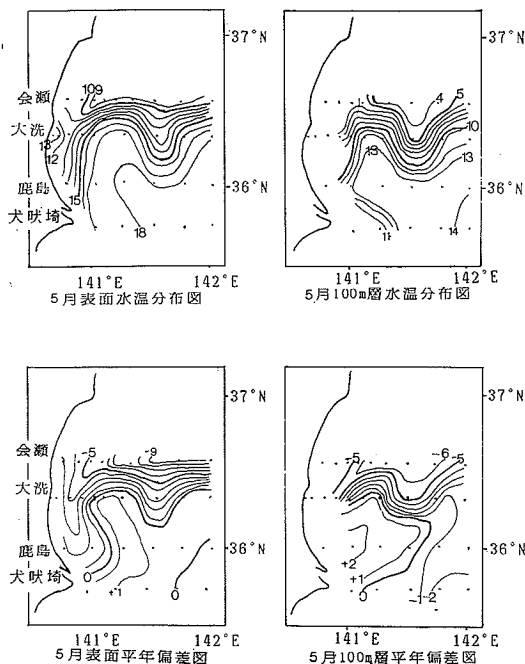 37°N
会瀬
109
大洗
13
12
鹿島
36°N
犬吠埼
15
18
141°E
142°E
5月表面水温分布図
37°N
4
5
10
13
13
36°N
11
14
141°E
142°E
5月100m層水温分布図
37°N
会瀬
-5
-9
大洗
鹿島
36°N
犬吠埼
0
+1
0
141°E
142°E
5月表面平年偏差図
37°N
-5
-6
-5
36°N
+2
+1
0
-1
-2
141°E
142°E
5月100m層平年偏差図